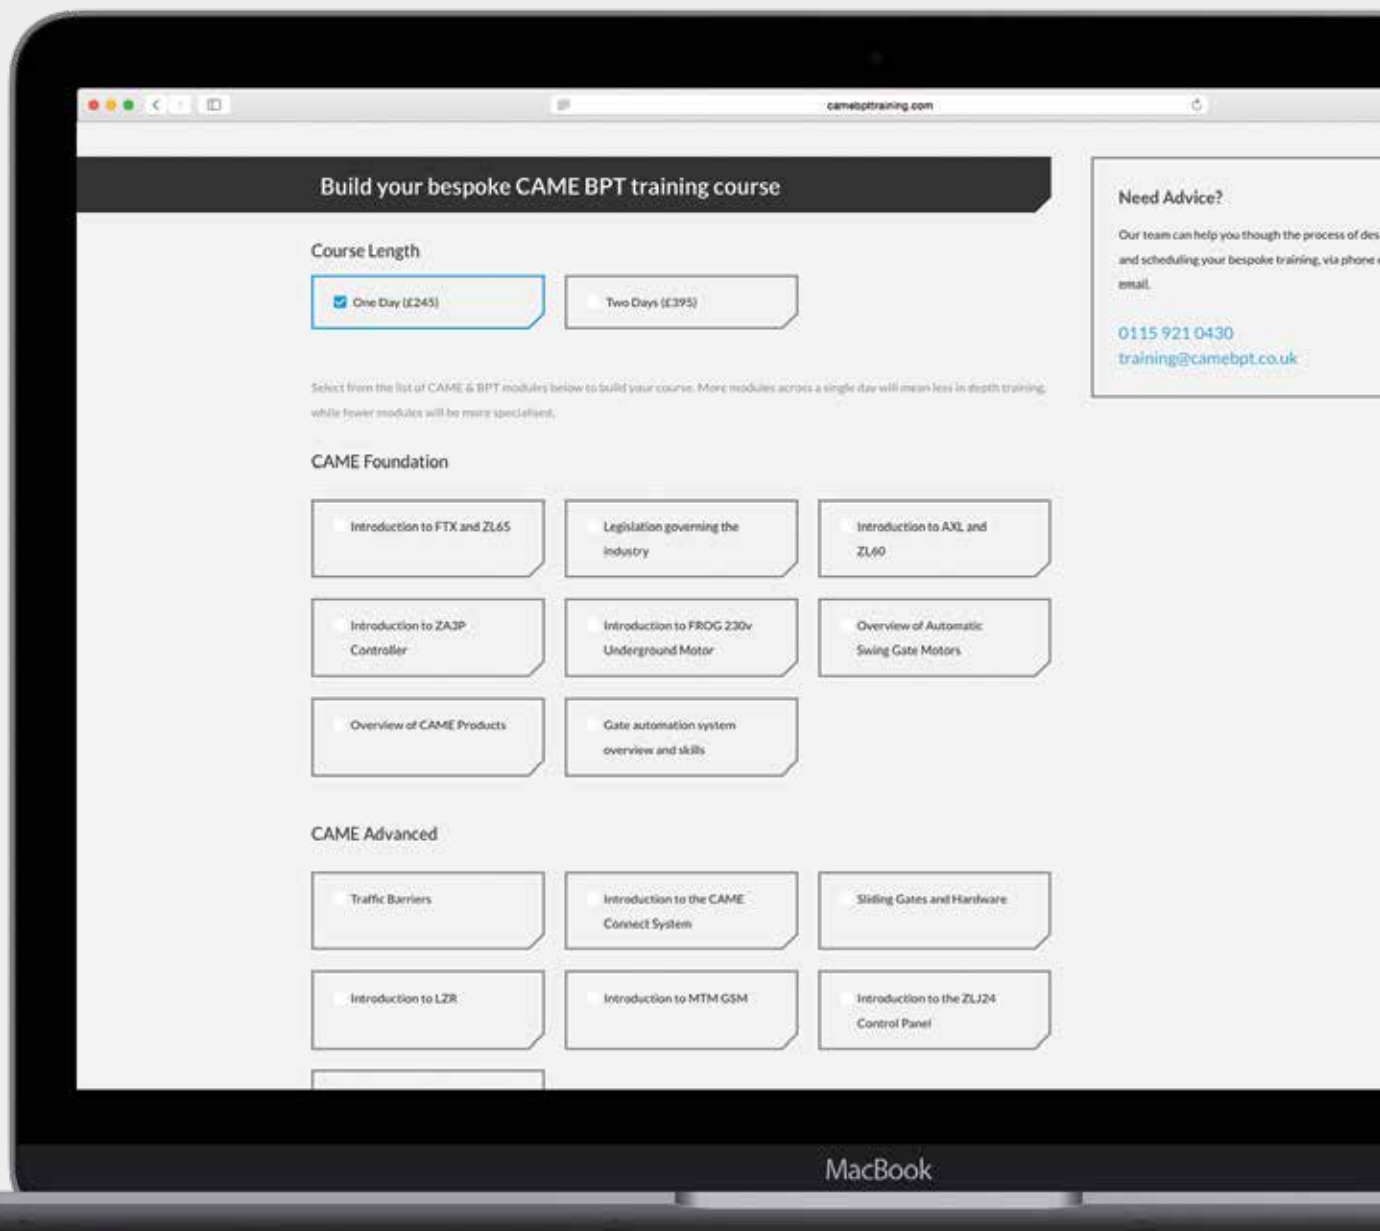 camebpttraining.com
Build your bespoke CAME BPT training course
Course Length
One Day (£245)
Two Days (£395)
Select from the list of CAME & BPT modules below to build your course. More modules across a single day will mean less in depth training,
while fewer modules will be more specialised.
CAME Foundation
Introduction to FTX and ZL65
Legislation governing the
industry
Introduction to AXL and
ZL60
Introduction to ZA3P
Controller
Introduction to FROG 230v
Underground Motor
Overview of Automatic
Swing Gate Motors
Overview of CAME Products
Gate automation system
overview and skills
CAME Advanced
Traffic Barriers
Introduction to the CAME
Connect System
Sliding Gates and Hardware
Introduction to LZR
Introduction to MTM GSM
Introduction to the ZLJ24
Control Panel
Need Advice?
Our team can help you though the process of des
and scheduling your bespoke training, via phone
email.
0115 921 0430
training@camebpt.co.uk
MacBook